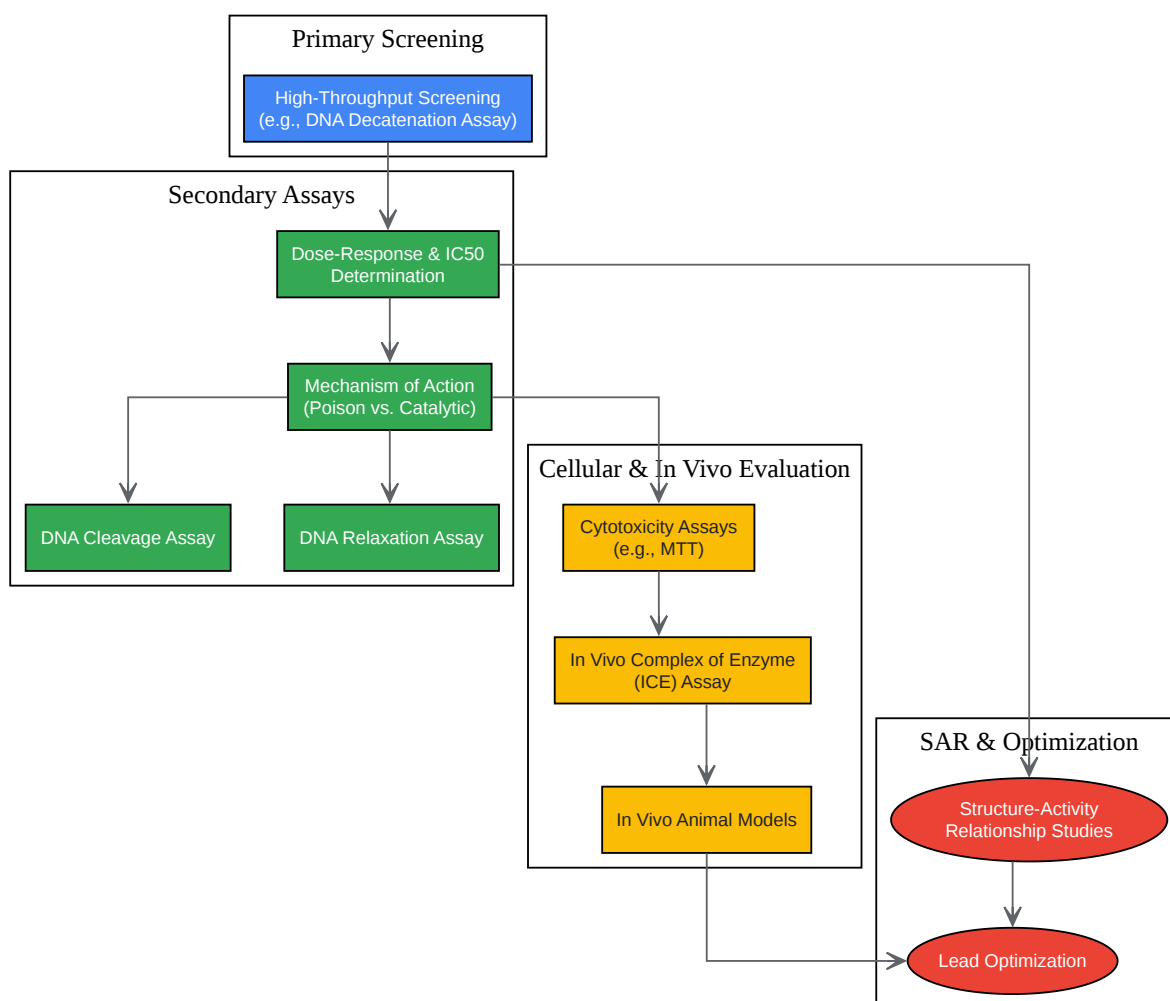 Primary Screening
High-Throughput Screening
(e.g., DNA Decatenation Assay)
Secondary Assays
Dose-Response & IC50
Determination
Mechanism of Action
(Poison vs. Catalytic)
DNA Cleavage Assay
DNA Relaxation Assay
Cellular & In Vivo Evaluation
Cytotoxicity Assays
(e.g., MTT)
In Vivo Complex of Enzyme
(ICE) Assay
In Vivo Animal Models
SAR & Optimization
Structure-Activity
Relationship Studies
Lead Optimization